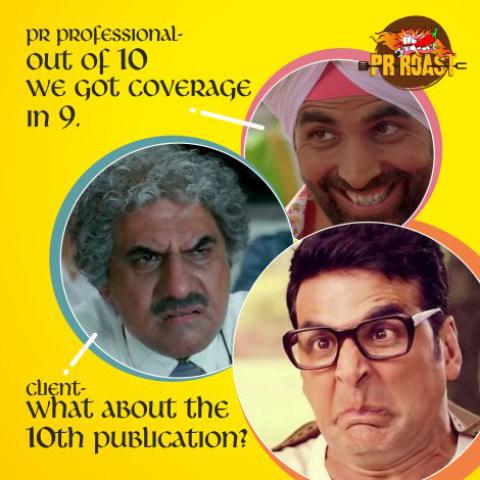 PR ROAST
PR PROFESSIONAL-
OUT OF 10
WE GOT COVERAGE
IN 9.
CLIENT-
WHAT ABOUT THE
10TH PUBLICATION?